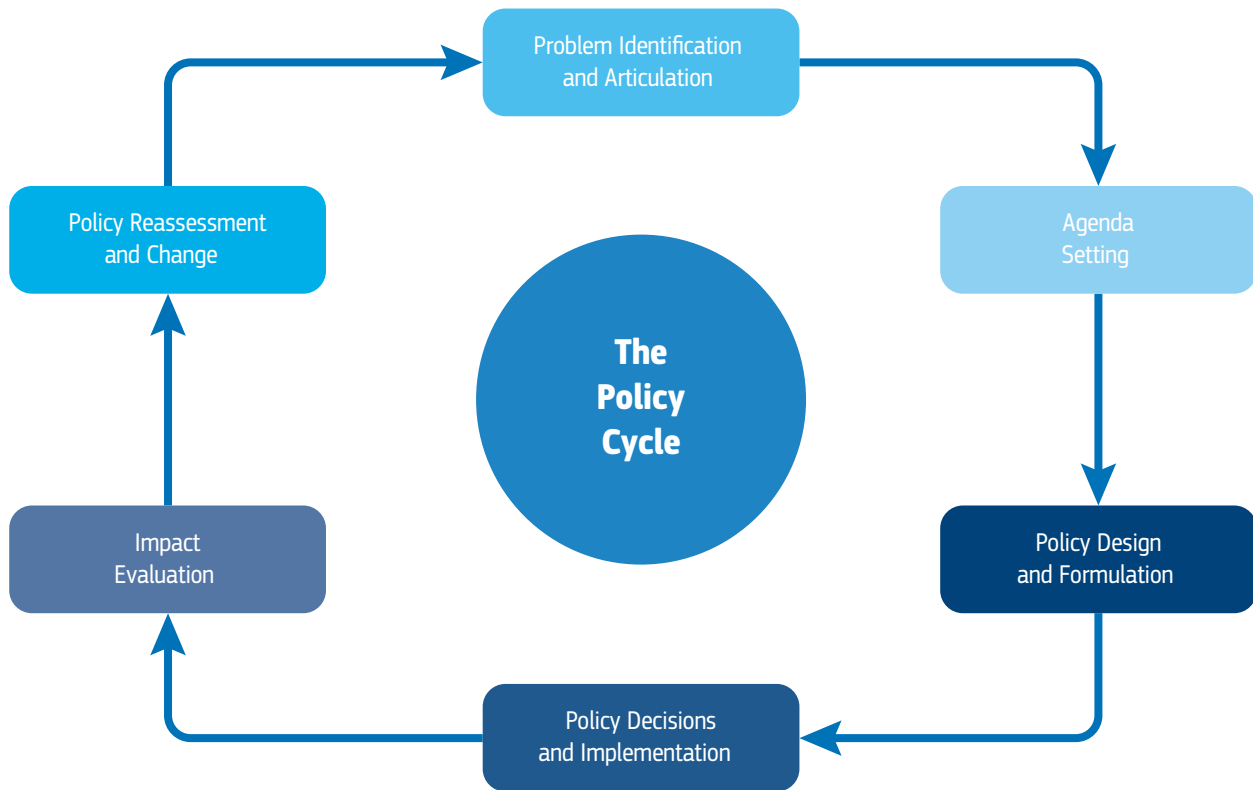 Problem Identification
and Articulation
Agenda
Setting
Policy Design
and Formulation
Policy Decisions
and Implementation
Impact
Evaluation
Policy Reassessment
and Change
The
Policy
Cycle